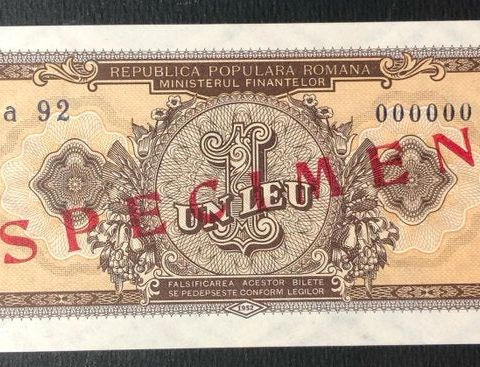 REPUBLICA POPULARA ROMANA
MINISTERUL FINANTELOR
a 92
000000
1
UN LEU
SPECIMEN
FALSIFICAREA ACESTOR BILETE
SE PEDEPSESTE CONFORM LEGILOR
1952